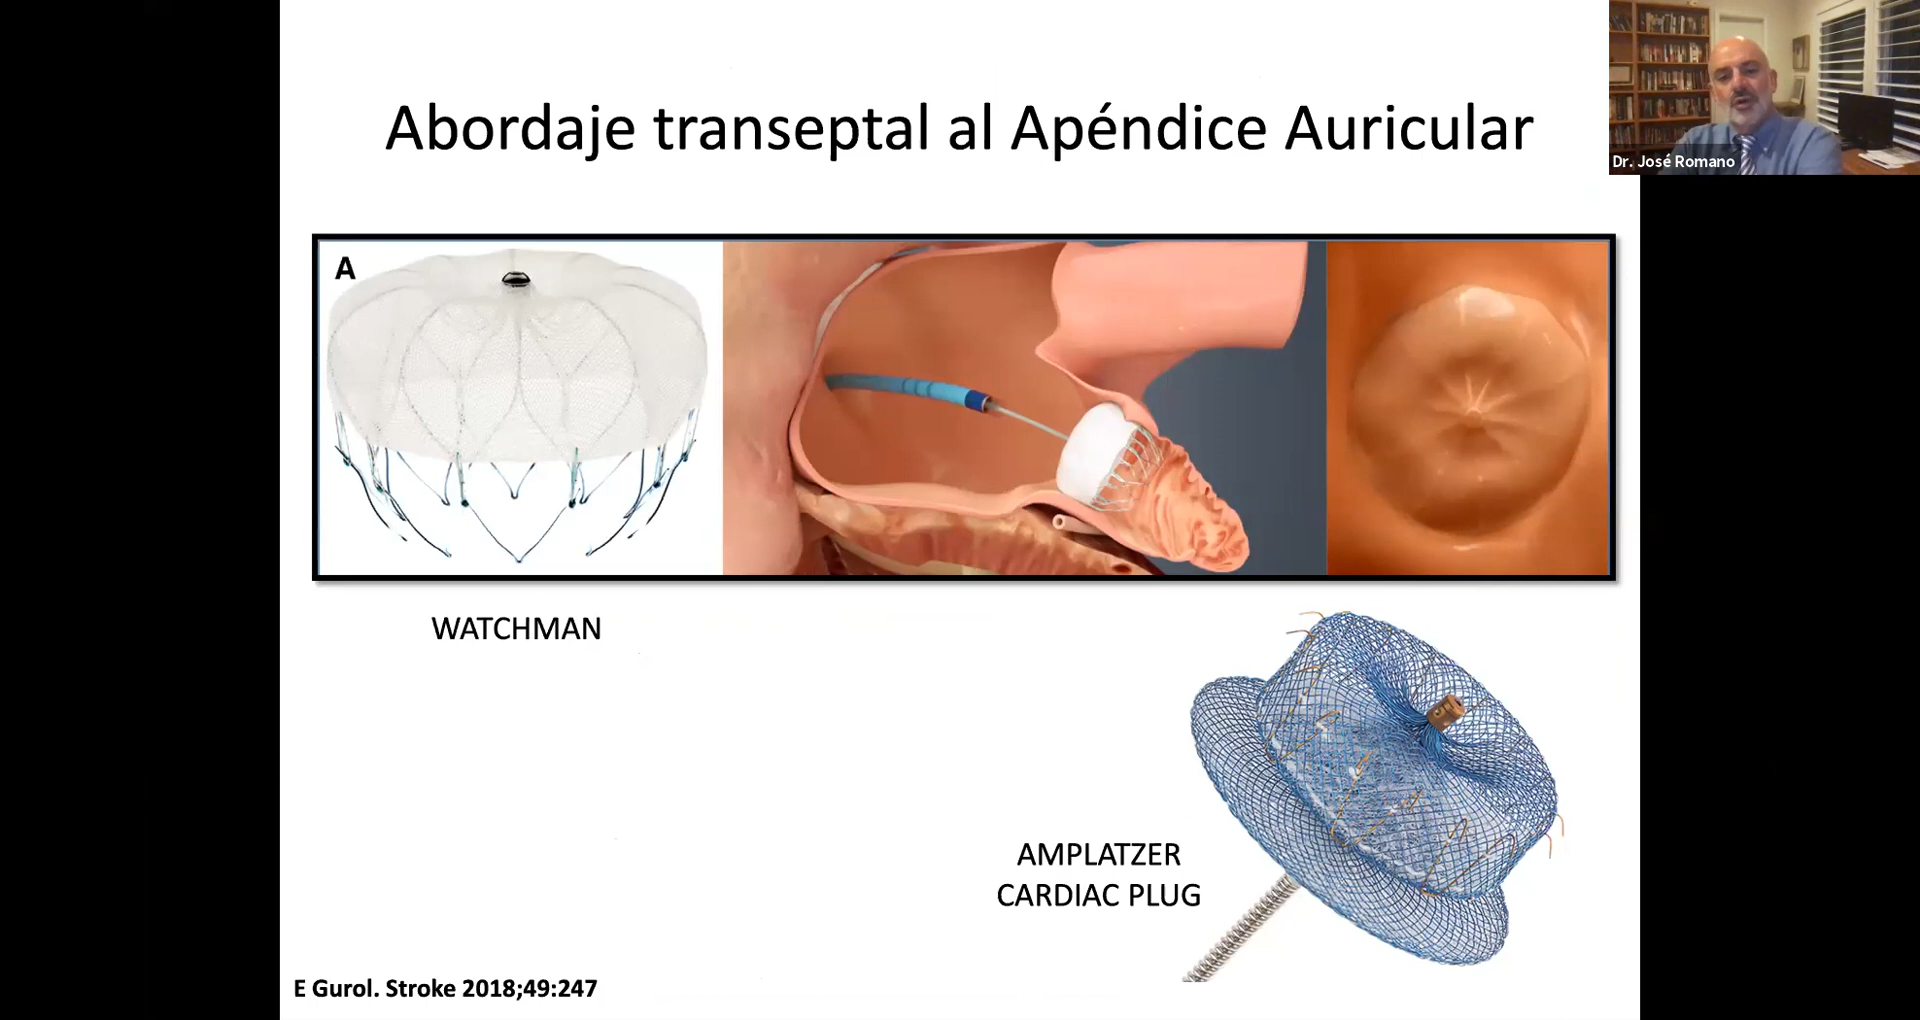 Abordaje transeptal al Apéndice Auricular
Dr. José Romano
A
WATCHMAN
AMPLATZER
CARDIAC PLUG
E Gurol. Stroke 2018;49:247